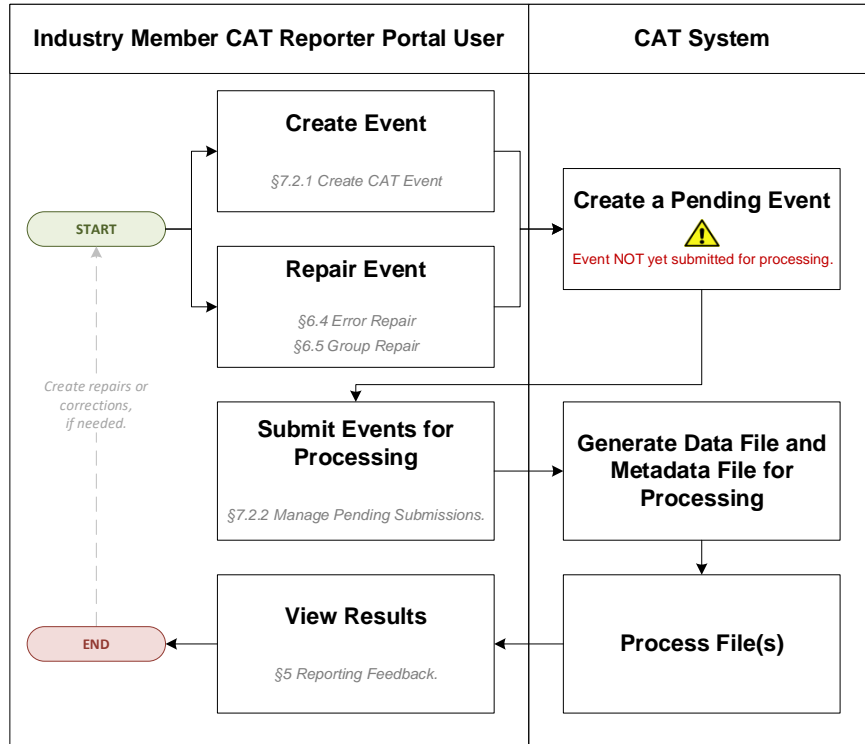 Industry Member CAT Reporter Portal User
CAT System
Create Event
§7.2.1 Create CAT Event
START
Create a Pending Event
Event NOT yet submitted for processing.
Repair Event
§6.4 Error Repair
§6.5 Group Repair
Create repairs or
corrections,
if needed.
Submit Events for
Processing
§7.2.2 Manage Pending Submissions.
Generate Data File and
Metadata File for
Processing
END
View Results
§5 Reporting Feedback.
Process File(s)